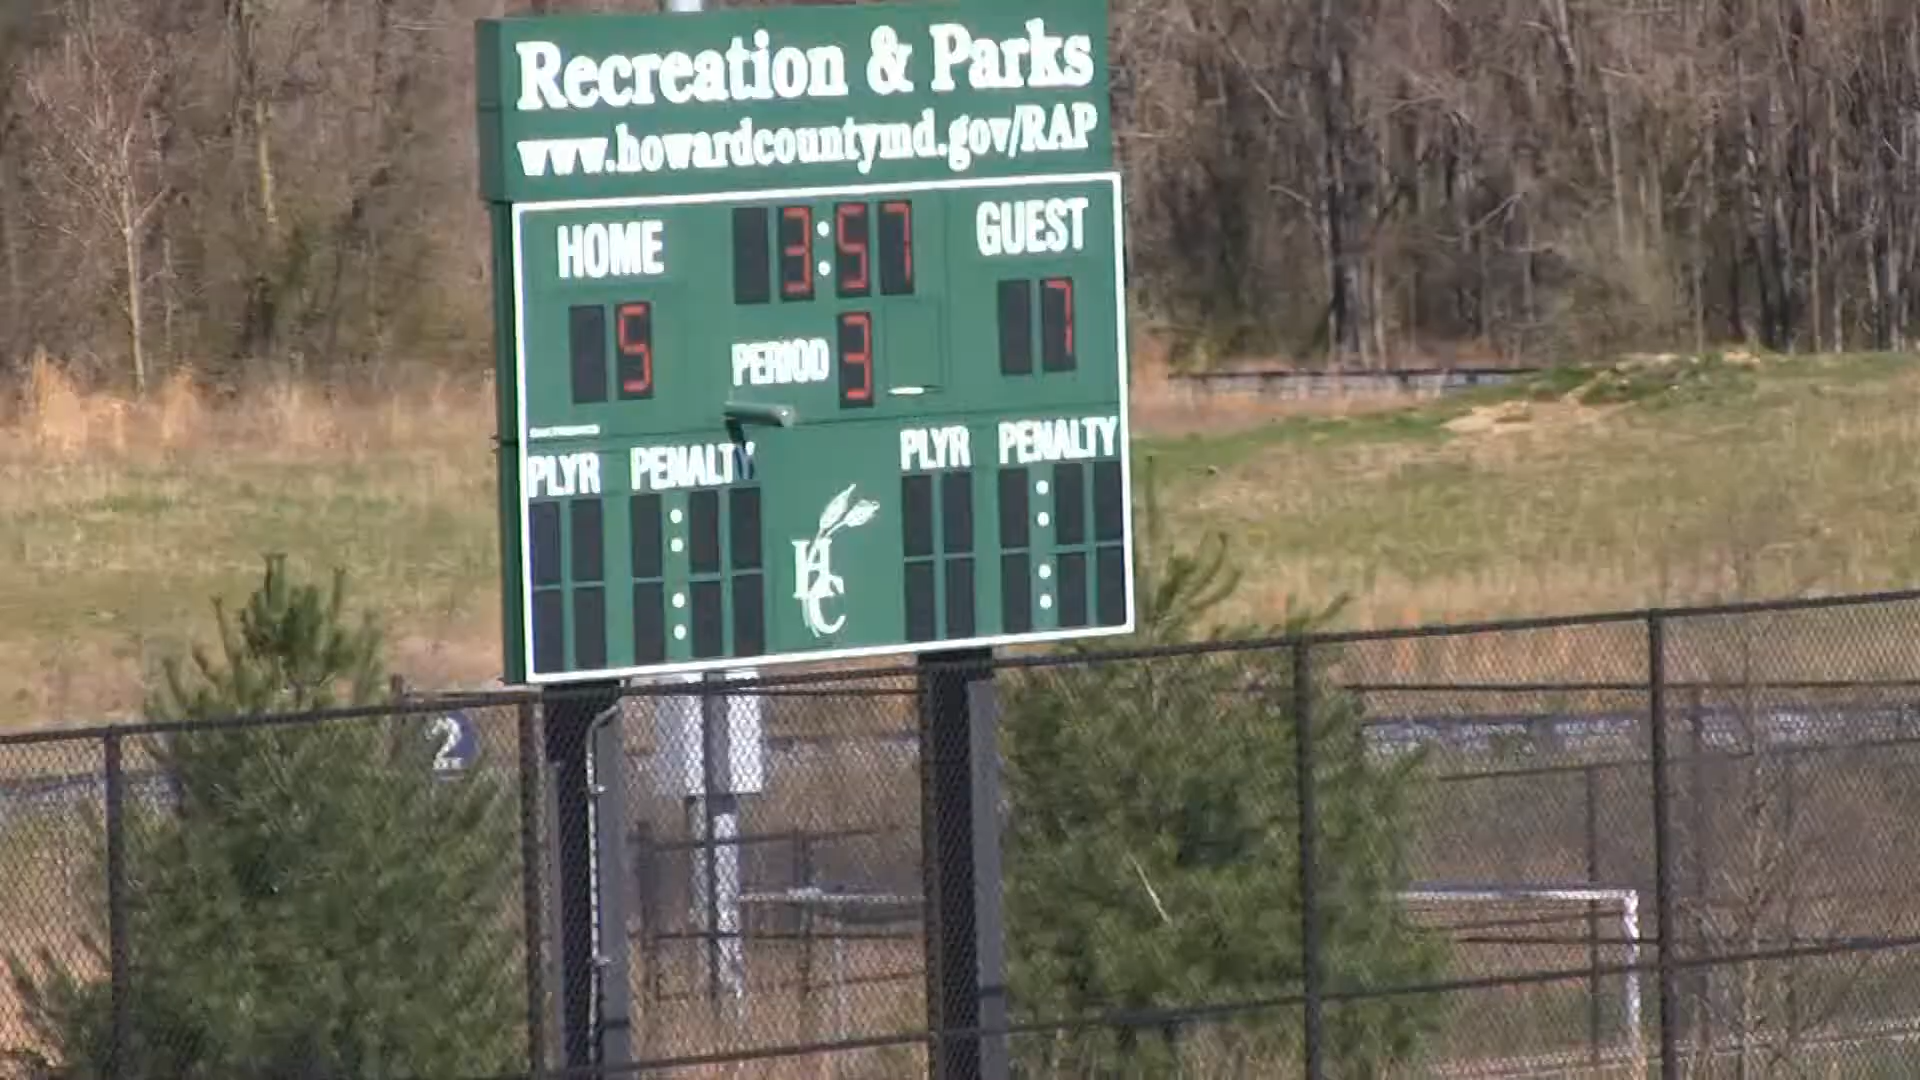 Recreation & Parks
www.howardcountymd.gov/RAP
HOME 3:57 GUEST
5 PERIOD 3 7
PLYR PENALTY PLYR PENALTY
HC
2